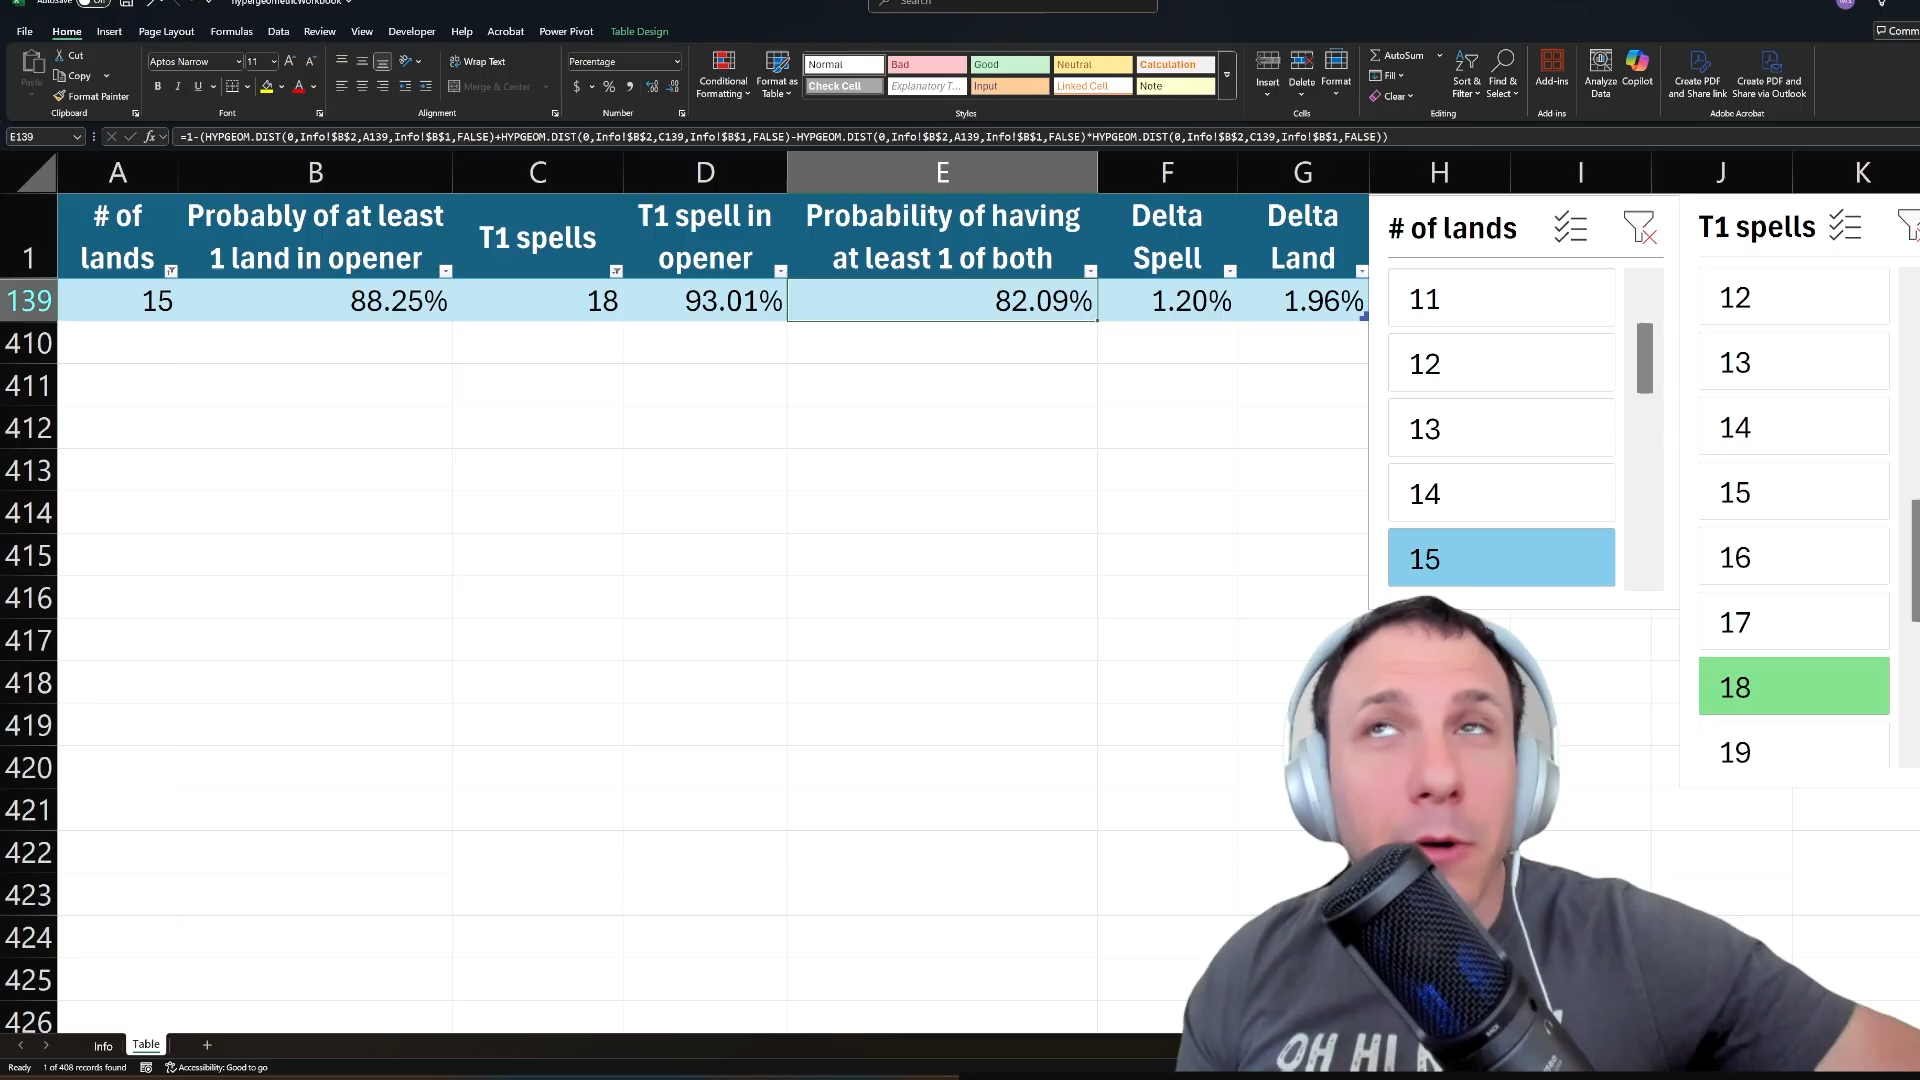 AutoSave Off hypergeometricWorkbook Search
File Home Insert Page Layout Formulas Data Review View Developer Help Acrobat Power Pivot Table Design Comm
Paste Cut Copy Format Painter
Clipboard
Aptos Narrow 11 A A
B I U A
Font
Wrap Text
Merge & Center
Alignment
Percentage
$ % 9
Number
Conditional Formatting
Format as Table
Normal Bad Good Neutral Calculation
Check Cell Explanatory T... Input Linked Cell Note
Styles
Insert Delete Format
Cells
AutoSum
Fill
Clear
Sort & Filter
Find & Select
Editing
Add-ins
Add-ins
Analyze Data
Copilot
Create PDF and Share link
Create PDF and Share via Outlook
Adobe Acrobat
E139 fx =1-(HYPGEOM.DIST(0,Info!$B$2,A139,Info!$B$1,FALSE)+HYPGEOM.DIST(0,Info!$B$2,C139,Info!$B$1,FALSE)-HYPGEOM.DIST(0,Info!$B$2,A139,Info!$B$1,FALSE)*HYPGEOM.DIST(0,Info!$B$2,C139,Info!$B$1,FALSE))
A B C D E F G H I J K
1 # of lands Probably of at least 1 land in opener T1 spells T1 spell in opener Probability of having at least 1 of both Delta Spell Delta Land
139 15 88.25% 18 93.01% 82.09% 1.20% 1.96%
410
411
412
413
414
415
416
417
418
419
420
421
422
423
424
425
426
# of lands
11
12
13
14
15
T1 spells
12
13
14
15
16
17
18
19
OH HI
BACK
Info Table +
Ready 1 of 408 records found Accessibility: Good to go